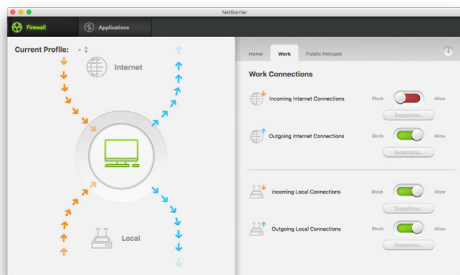 NetBarrier
Firewall
Applications
Current Profile: -
Internet
Local
Home
Work
Public Hotspot
Work Connections
Incoming Internet Connections
Block
Allow
Exceptions...
Outgoing Internet Connections
Block
Allow
Exceptions...
Incoming Local Connections
Block
Allow
Exceptions...
Outgoing Local Connections
Block
Allow
Exceptions...